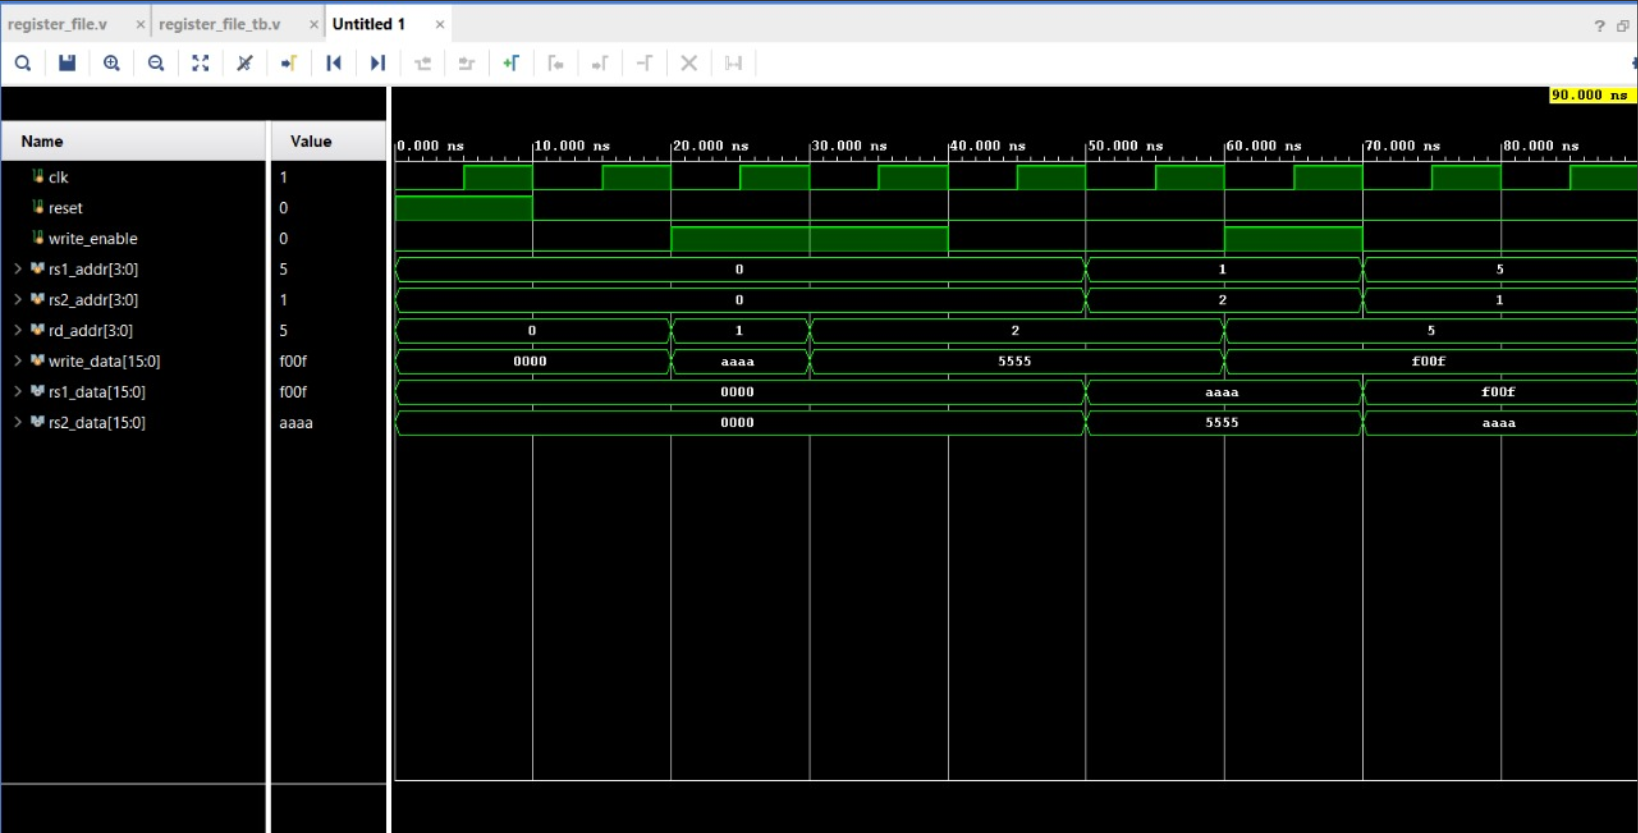 register_file.v × register_file_tb.v × Untitled 1 × ?
90.000 ns
Name Value 0.000 ns 10.000 ns 20.000 ns 30.000 ns 40.000 ns 50.000 ns 60.000 ns 70.000 ns 80.000 ns
clk 1
reset 0
write_enable 0
rs1_addr[3:0] 5 0 1 5
rs2_addr[3:0] 1 0 2 1
rd_addr[3:0] 5 0 1 2 5
write_data[15:0] f00f 0000 aaaa 5555 f00f
rs1_data[15:0] f00f 0000 aaaa f00f
rs2_data[15:0] aaaa 0000 5555 aaaa